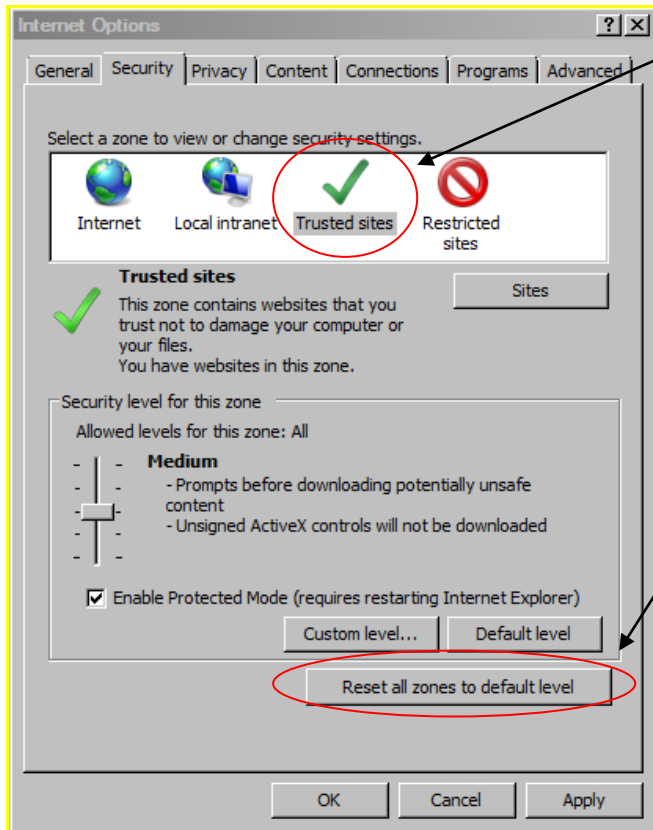 Internet Options
? X
General Security Privacy Content Connections Programs Advanced
Select a zone to view or change security settings.
Internet Local intranet Trusted sites Restricted
sites
Trusted sites
Sites
This zone contains websites that you
trust not to damage your computer or
your files.
You have websites in this zone.
Security level for this zone
Allowed levels for this zone: All
Medium
- Prompts before downloading potentially unsafe
content
- Unsigned ActiveX controls will not be downloaded
Enable Protected Mode (requires restarting Internet Explorer)
Custom level... Default level
Reset all zones to default level
OK Cancel Apply